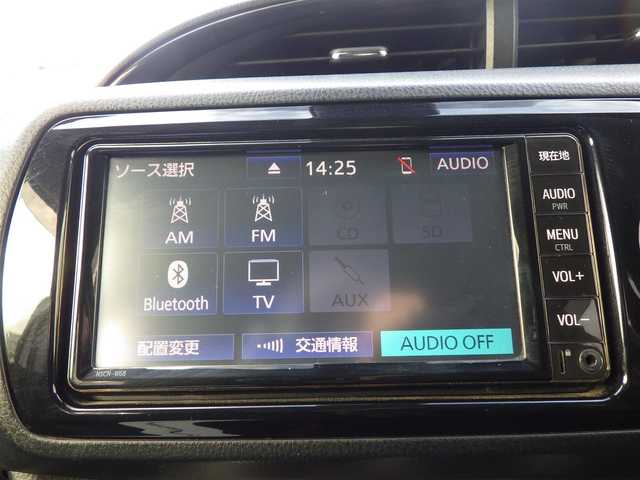 ソース選択 14:25 AUDIO
AM FM CD SD
Bluetooth TV AUX
配置変更 交通情報 AUDIO OFF
NSCN-W68
現在地
AUDIO
PWR
MENU
CTRL
VOL+
VOL-